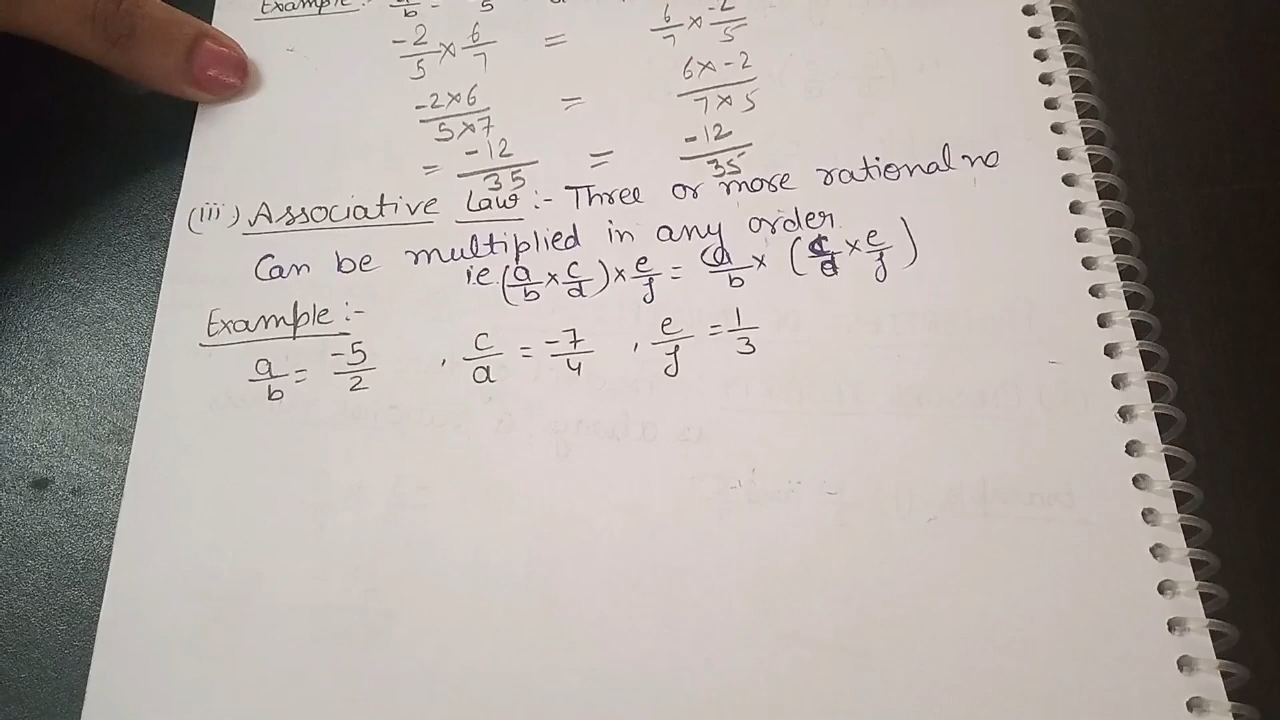 Example:- a/b = 5
-2/5 × 6/7 = 6/7 × -2/5
-2×6/5×7 = 6×-2/7×5
= -12/35 = -12/35
(iii) Associative Law:- Three or more rational no
Can be multiplied in any order.
i.e. (a/b × c/d) × e/f = a/b × (c/d × e/f)
Example:-
a/b = -5/2 , c/d = -7/4 , e/f = 1/3